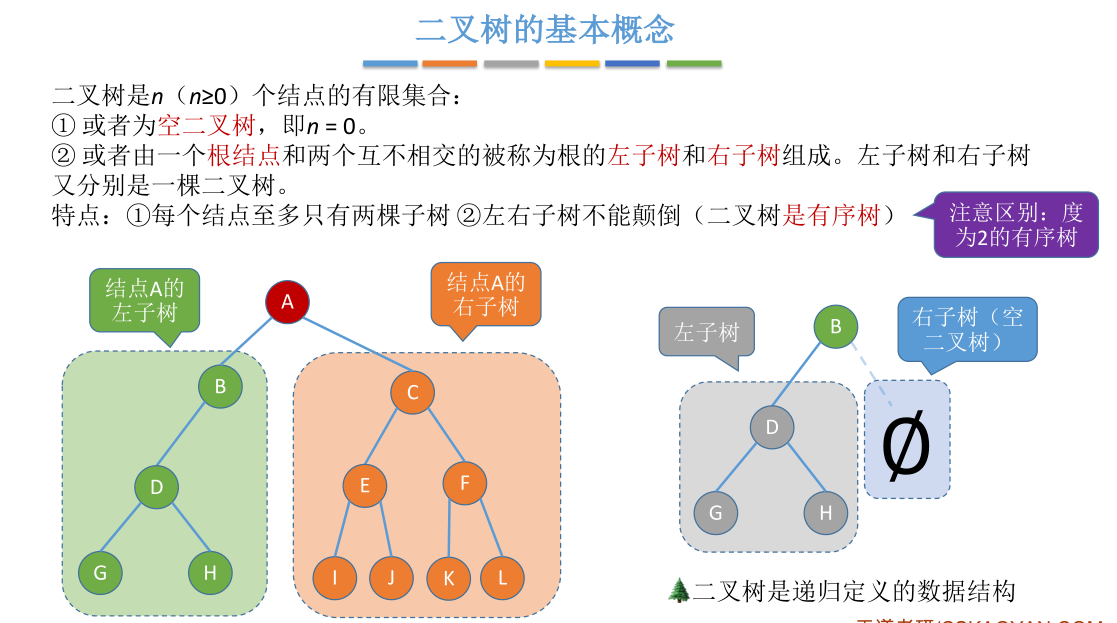 二叉树的基本概念
二叉树是n（n≥0）个结点的有限集合：
① 或者为空二叉树，即n = 0。
② 或者由一个根结点和两个互不相交的被称为根的左子树和右子树组成。左子树和右子树
又分别是一棵二叉树。
特点：①每个结点至多只有两棵子树 ②左右子树不能颠倒（二叉树是有序树）
注意区别：度
为2的有序树
结点A的
左子树
A
结点A的
右子树
B
C
D
E
F
G
H
I
J
K
L
左子树
B
右子树（空
二叉树）
D
∅
G
H
二叉树是递归定义的数据结构